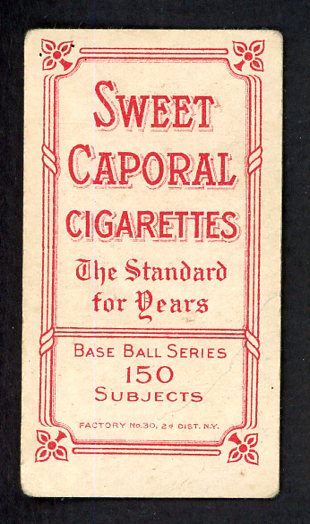 SWEET
CAPORAL
CIGARETTES
The Standard
for Years
BASE BALL SERIES
150
SUBJECTS
FACTORY No. 30, 2d DIST. N.Y.